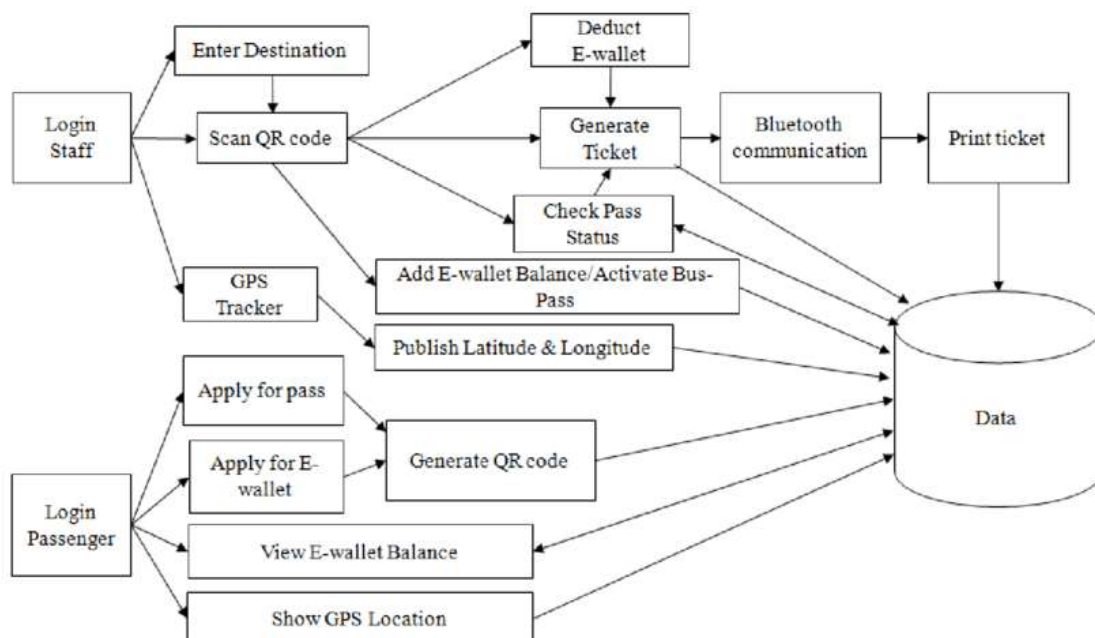 Enter Destination
Deduct
E-wallet
Login
Staff
Scan QR code
Generate
Ticket
Bluetooth
communication
Print ticket
Check Pass
Status
GPS
Tracker
Add E-wallet Balance/Activate Bus-
Pass
Publish Latitude & Longitude
Apply for pass
Data
Apply for E-
wallet
Generate QR code
Login
Passenger
View E-wallet Balance
Show GPS Location